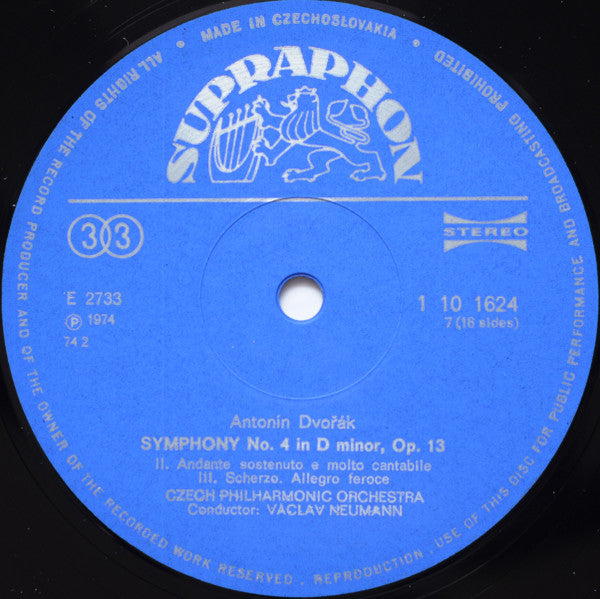 ALL RIGHTS OF THE RECORD PRODUCER AND OF THE OWNER OF THE RECORDED WORK RESERVED . REPRODUCTION . USE OF THIS DISC FOR PUBLIC PERFORMANCE AND BROADCASTING PROHIBITED
• MADE IN CZECHOSLOVAKIA •
SUPRAPHON
33
STEREO
E 2733
1 10 1624
Ⓟ 1974
7 (16 sides)
74 2
Antonín Dvořák
SYMPHONY No. 4 in D minor, Op. 13
II. Andante sostenuto e molto cantabile
III. Scherzo. Allegro feroce
CZECH PHILHARMONIC ORCHESTRA
Conductor: VÁCLAV NEUMANN